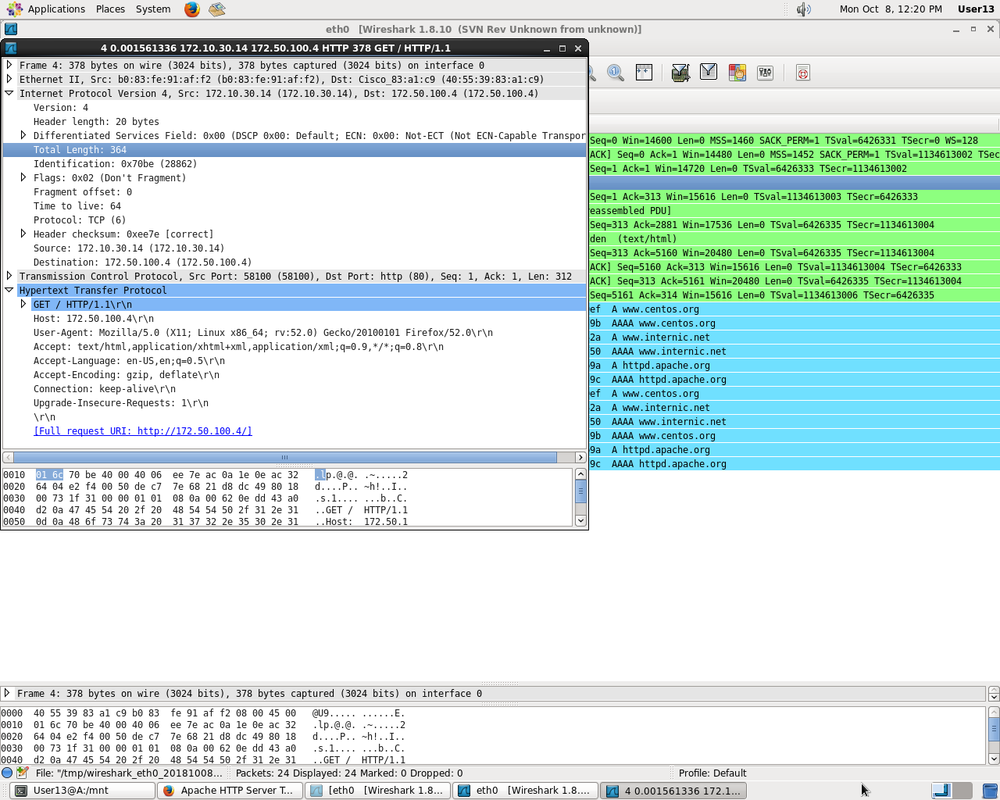 Applications Places System Mon Oct 8, 12:20 PM User13
eth0 [Wireshark 1.8.10 (SVN Rev Unknown from unknown)]
4 0.001561336 172.10.30.14 172.50.100.4 HTTP 378 GET / HTTP/1.1
Frame 4: 378 bytes on wire (3024 bits), 378 bytes captured (3024 bits) on interface 0
Ethernet II, Src: b0:83:fe:91:af:f2 (b0:83:fe:91:af:f2), Dst: Cisco_83:a1:c9 (40:55:39:83:a1:c9)
Internet Protocol Version 4, Src: 172.10.30.14 (172.10.30.14), Dst: 172.50.100.4 (172.50.100.4)
Version: 4
Header length: 20 bytes
Differentiated Services Field: 0x00 (DSCP 0x00: Default; ECN: 0x00: Not-ECT (Not ECN-Capable Transpor
Total Length: 364
Identification: 0x70be (28862)
Flags: 0x02 (Don't Fragment)
Fragment offset: 0
Time to live: 64
Protocol: TCP (6)
Header checksum: 0xee7e [correct]
Source: 172.10.30.14 (172.10.30.14)
Destination: 172.50.100.4 (172.50.100.4)
Transmission Control Protocol, Src Port: 58100 (58100), Dst Port: http (80), Seq: 1, Ack: 1, Len: 312
Hypertext Transfer Protocol
GET / HTTP/1.1\r\n
Host: 172.50.100.4\r\n
User-Agent: Mozilla/5.0 (X11; Linux x86_64; rv:52.0) Gecko/20100101 Firefox/52.0\r\n
Accept: text/html,application/xhtml+xml,application/xml;q=0.9,*/*;q=0.8\r\n
Accept-Language: en-US,en;q=0.5\r\n
Accept-Encoding: gzip, deflate\r\n
Connection: keep-alive\r\n
Upgrade-Insecure-Requests: 1\r\n
\r\n
[Full request URI: http://172.50.100.4/]
0010 01 6c 70 be 40 00 40 06 ee 7e ac 0a 1e 0e ac 32 .lp.@.@. .~.....2
0020 64 04 e2 f4 00 50 de c7 7e 68 21 d8 dc 49 80 18 d....P.. ~h!..I..
0030 00 73 1f 31 00 00 01 01 08 0a 00 62 0e dd 43 a0 .s.1.... ...b..C.
0040 d2 0a 47 45 54 20 2f 20 48 54 54 50 2f 31 2e 31 ..GET / HTTP/1.1
0050 0d 0a 48 6f 73 74 3a 20 31 37 32 2e 35 30 2e 31 ..Host: 172.50.1
Seq=0 Win=14600 Len=0 MSS=1460 SACK_PERM=1 TSval=6426331 TSecr=0 WS=128
ACK] Seq=0 Ack=1 Win=14480 Len=0 MSS=1452 SACK_PERM=1 TSval=1134613002 TSec
Seq=1 Ack=1 Win=14720 Len=0 TSval=6426333 TSecr=1134613002
Seq=1 Ack=313 Win=15616 Len=0 TSval=1134613003 TSecr=6426333
eassembled PDU]
Seq=313 Ack=2881 Win=17536 Len=0 TSval=6426335 TSecr=1134613004
den (text/html)
Seq=313 Ack=5160 Win=20480 Len=0 TSval=6426335 TSecr=1134613004
ACK] Seq=5160 Ack=313 Win=15616 Len=0 TSval=1134613004 TSecr=6426333
ACK] Seq=313 Ack=5161 Win=20480 Len=0 TSval=6426335 TSecr=1134613004
Seq=5161 Ack=314 Win=15616 Len=0 TSval=1134613006 TSecr=6426335
ef A www.centos.org
9b AAAA www.centos.org
2a A www.internic.net
50 AAAA www.internic.net
9a A httpd.apache.org
9c AAAA httpd.apache.org
ef A www.centos.org
2a A www.internic.net
50 AAAA www.internic.net
9b AAAA www.centos.org
9a A httpd.apache.org
9c AAAA httpd.apache.org
Frame 4: 378 bytes on wire (3024 bits), 378 bytes captured (3024 bits) on interface 0
0000 40 55 39 83 a1 c9 b0 83 fe 91 af f2 08 00 45 00 @U9..... ......E.
0010 01 6c 70 be 40 00 40 06 ee 7e ac 0a 1e 0e ac 32 .lp.@.@. .~.....2
0020 64 04 e2 f4 00 50 de c7 7e 68 21 d8 dc 49 80 18 d....P.. ~h!..I..
0030 00 73 1f 31 00 00 01 01 08 0a 00 62 0e dd 43 a0 .s.1.... ...b..C.
0040 d2 0a 47 45 54 20 2f 20 48 54 54 50 2f 31 2e 31 ..GET / HTTP/1.1
File: "/tmp/wireshark_eth0_20181008... Packets: 24 Displayed: 24 Marked: 0 Dropped: 0 Profile: Default
User13@A:/mnt Apache HTTP Server T... [eth0 [Wireshark 1.8... eth0 [Wireshark 1.8.... 4 0.001561336 172.1...